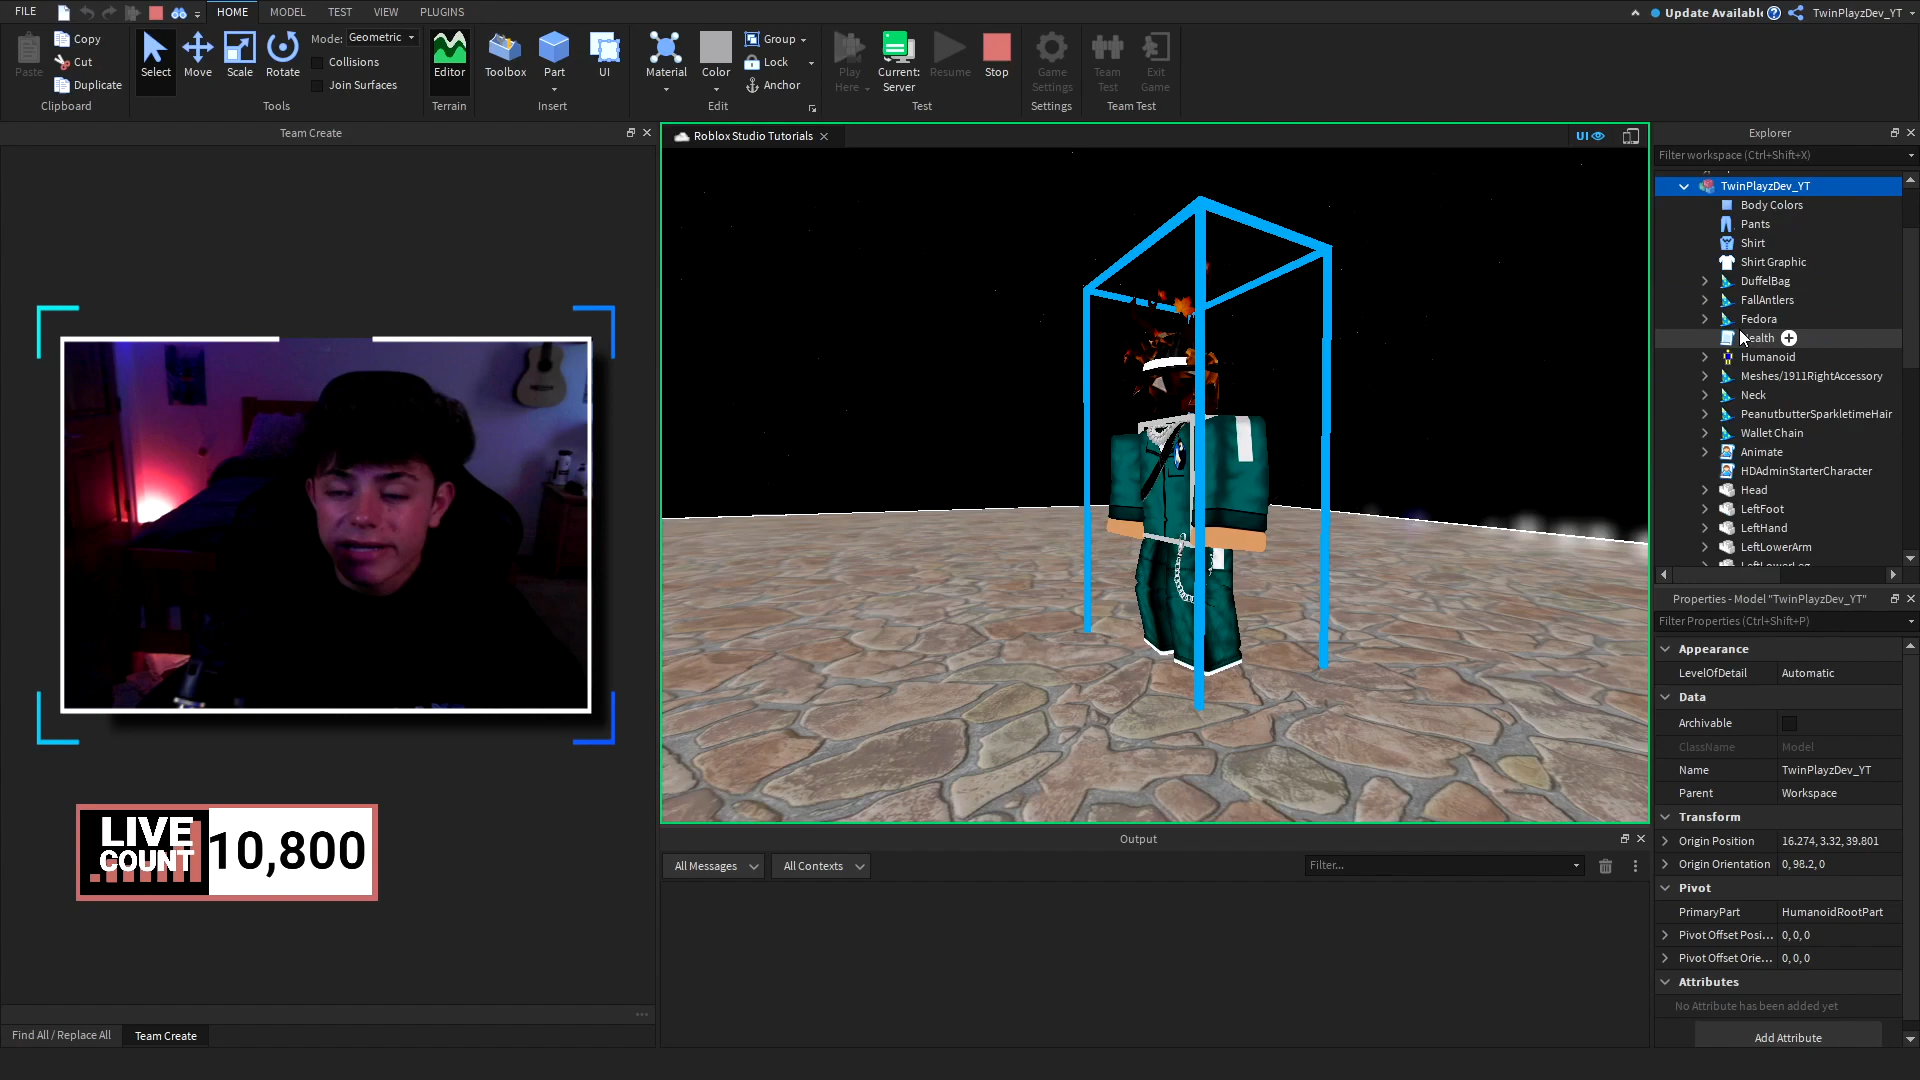 FILE
HOME
MODEL
TEST
VIEW
PLUGINS
Update Available
TwinPlayzDev_YT
Paste
Copy
Cut
Duplicate
Clipboard
Select
Move
Scale
Rotate
Mode: Geometric
Collisions
Join Surfaces
Tools
Editor
Terrain
Toolbox
Part
UI
Insert
Material
Color
Group
Lock
Anchor
Edit
Play
Here
Current:
Server
Resume
Stop
Test
Game
Settings
Settings
Team
Test
Exit
Game
Team Test
Team Create
LIVE
COUNT
10,800
Find All / Replace All
Team Create
Roblox Studio Tutorials
UI
Output
All Messages
All Contexts
Filter...
Explorer
Filter workspace (Ctrl+Shift+X)
TwinPlayzDev_YT
Body Colors
Pants
Shirt
Shirt Graphic
DuffelBag
FallAntlers
Fedora
ealth
Humanoid
Meshes/1911RightAccessory
Neck
PeanutbutterSparkletimeHair
Wallet Chain
Animate
HDAdminStarterCharacter
Head
LeftFoot
LeftHand
LeftLowerArm
Properties - Model "TwinPlayzDev_YT"
Filter Properties (Ctrl+Shift+P)
Appearance
LevelOfDetail Automatic
Data
Archivable
ClassName Model
Name TwinPlayzDev_YT
Parent Workspace
Transform
Origin Position 16.274, 3.32, 39.801
Origin Orientation 0, 98.2, 0
Pivot
PrimaryPart HumanoidRootPart
Pivot Offset Posi... 0, 0, 0
Pivot Offset Orie... 0, 0, 0
Attributes
No Attribute has been added yet
Add Attribute